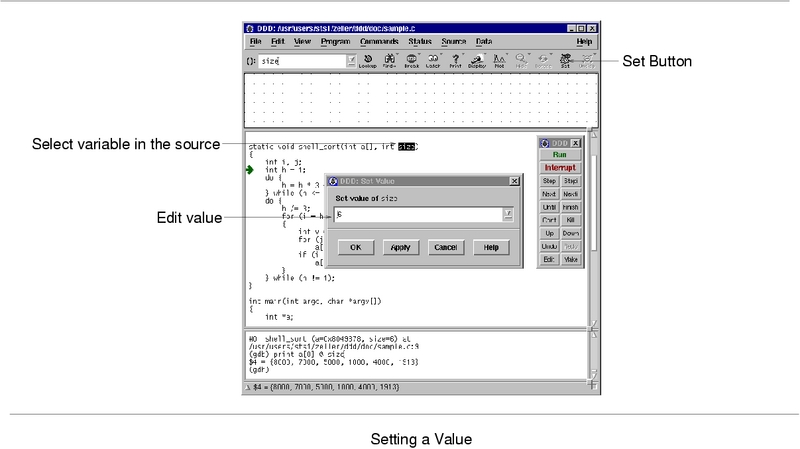 DDD: /usr/users/sts1/zeller/ddd/doc/sample.c
File Edit View Program Commands Status Source Data Help
(): size
Lookup Find» Break Watch Print Display Plot Set
Set Button
Select variable in the source
static void shell_sort(int a[], int size)
{
int i, j;
int h = 1;
do {
h = h * 3
} while (h <=
do {
h /= 3;
for (i = h
{
int v
for (j
a[
if (i
a[
}
} while (h != 1);
}
int main(int argc, char *argv[])
{
int *a;
DDD: Set Value
Set value of size
Edit value
6
OK Apply Cancel Help
DDD
Run
Interrupt
Step Stepi
Next Nexti
Until Finish
Cont Kill
Up Down
Undo Redo
Edit Make
#0 shell_sort (a=0x8049878, size=6) at
/usr/users/sts1/zeller/ddd/doc/sample.c:9
(gdb) print a[0] @ size
$4 = {8000, 7000, 5000, 1000, 4000, 1913}
(gdb)
$4 = {8000, 7000, 5000, 1000, 4000, 1913}
Setting a Value